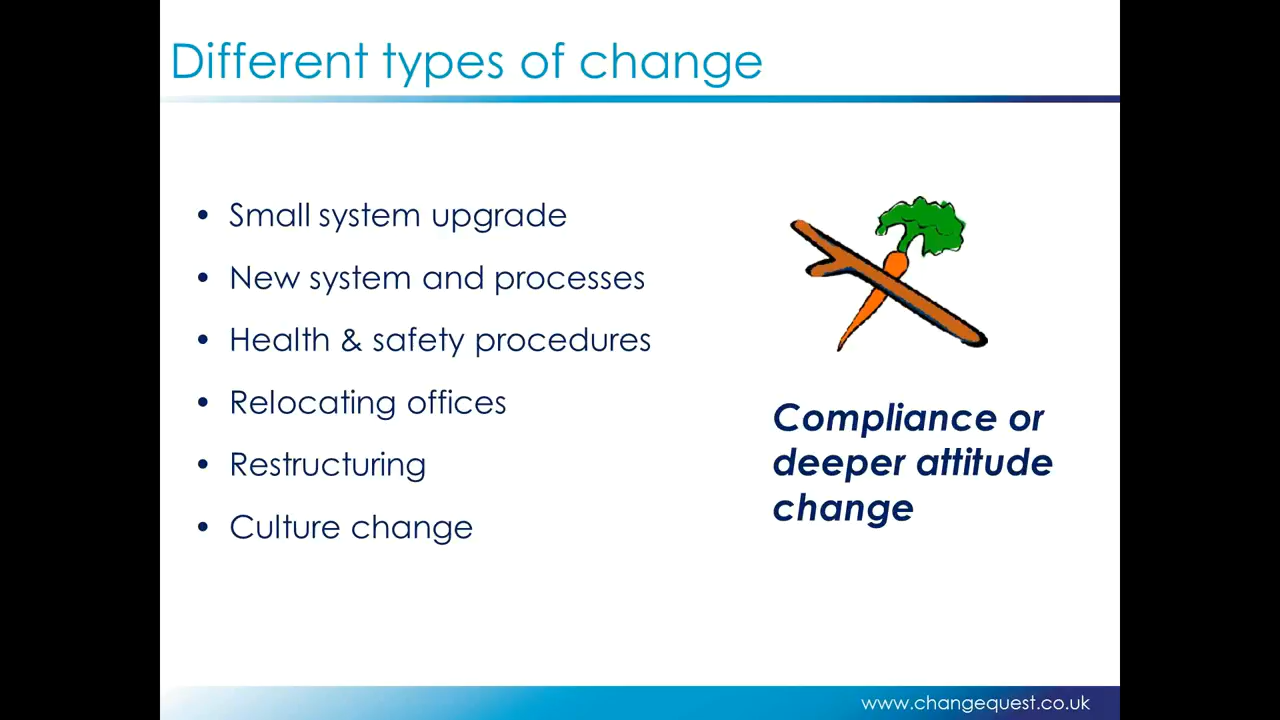 Different types of change
• Small system upgrade
• New system and processes
• Health & safety procedures
• Relocating offices
• Restructuring
• Culture change
Compliance or
deeper attitude
change
www.changequest.co.uk